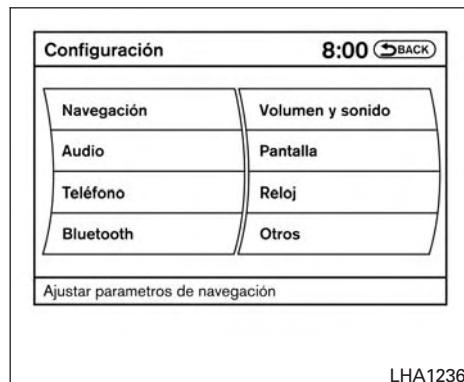 Configuración 8:00 BACK
Navegación Volumen y sonido
Audio Pantalla
Teléfono Reloj
Bluetooth Otros
Ajustar parametros de navegación
LHA1236